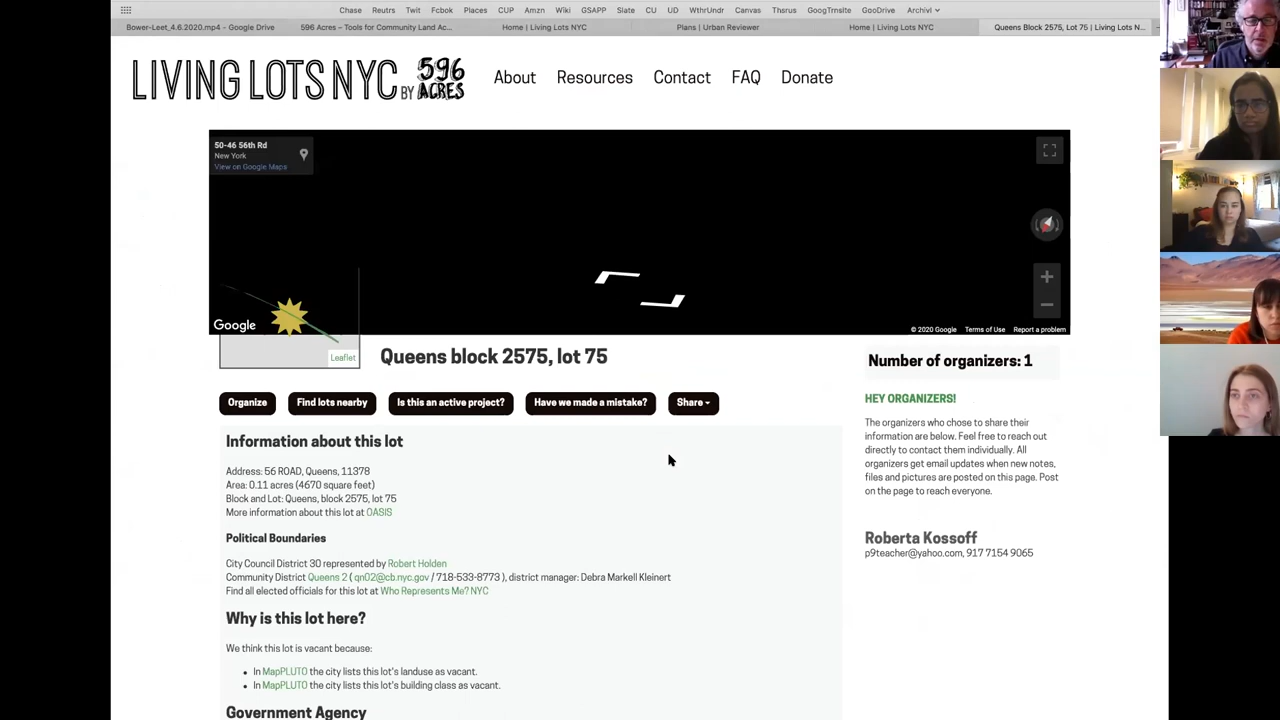 Chase Reutrs Twit Fcbok Places CUP Amzn Wiki GSAPP Slate CU UD WthrUndr Canvas Thsrus GoogTrnslte GooDrive Archivl
Bower-Leet_4.6.2020.mp4 - Google Drive 596 Acres – Tools for Community Land Ac... Home | Living Lots NYC Plans | Urban Reviewer Home | Living Lots NYC Queens Block 2575, Lot 75 | Living Lots N...
LIVING LOTS NYC BY 596 ACRES About Resources Contact FAQ Donate
50-46 56th Rd
New York
View on Google Maps
Google
© 2020 Google Terms of Use Report a problem
Leaflet
Queens block 2575, lot 75
Number of organizers: 1
Organize Find lots nearby Is this an active project? Have we made a mistake? Share
HEY ORGANIZERS!
The organizers who chose to share their
information are below. Feel free to reach out
directly to contact them individually. All
organizers get email updates when new notes,
files and pictures are posted on this page. Post
on the page to reach everyone.
Roberta Kossoff
p9teacher@yahoo.com, 917 7154 9065
Information about this lot
Address: 56 ROAD, Queens, 11378
Area: 0.11 acres (4670 square feet)
Block and Lot: Queens, block 2575, lot 75
More information about this lot at OASIS
Political Boundaries
City Council District 30 represented by Robert Holden
Community District Queens 2 ( qn02@cb.nyc.gov / 718-533-8773 ), district manager: Debra Markell Kleinert
Find all elected officials for this lot at Who Represents Me? NYC
Why is this lot here?
We think this lot is vacant because:
In MapPLUTO the city lists this lot's landuse as vacant.
In MapPLUTO the city lists this lot's building class as vacant.
Government Agency